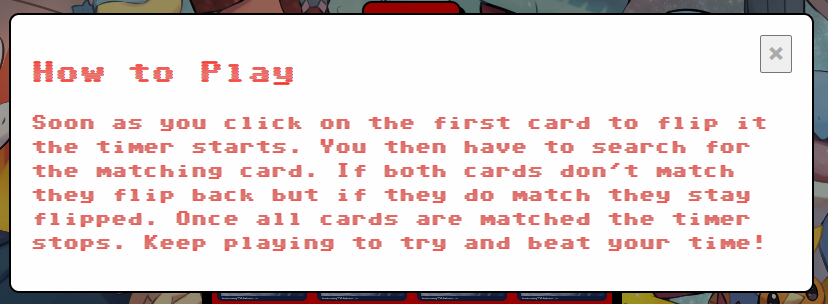 How to Play
×
Soon as you click on the first card to flip it
the timer starts. You then have to search for
the matching card. If both cards don't match
they flip back but if they do match they stay
flipped. Once all cards are matched the timer
stops. Keep playing to try and beat your time!